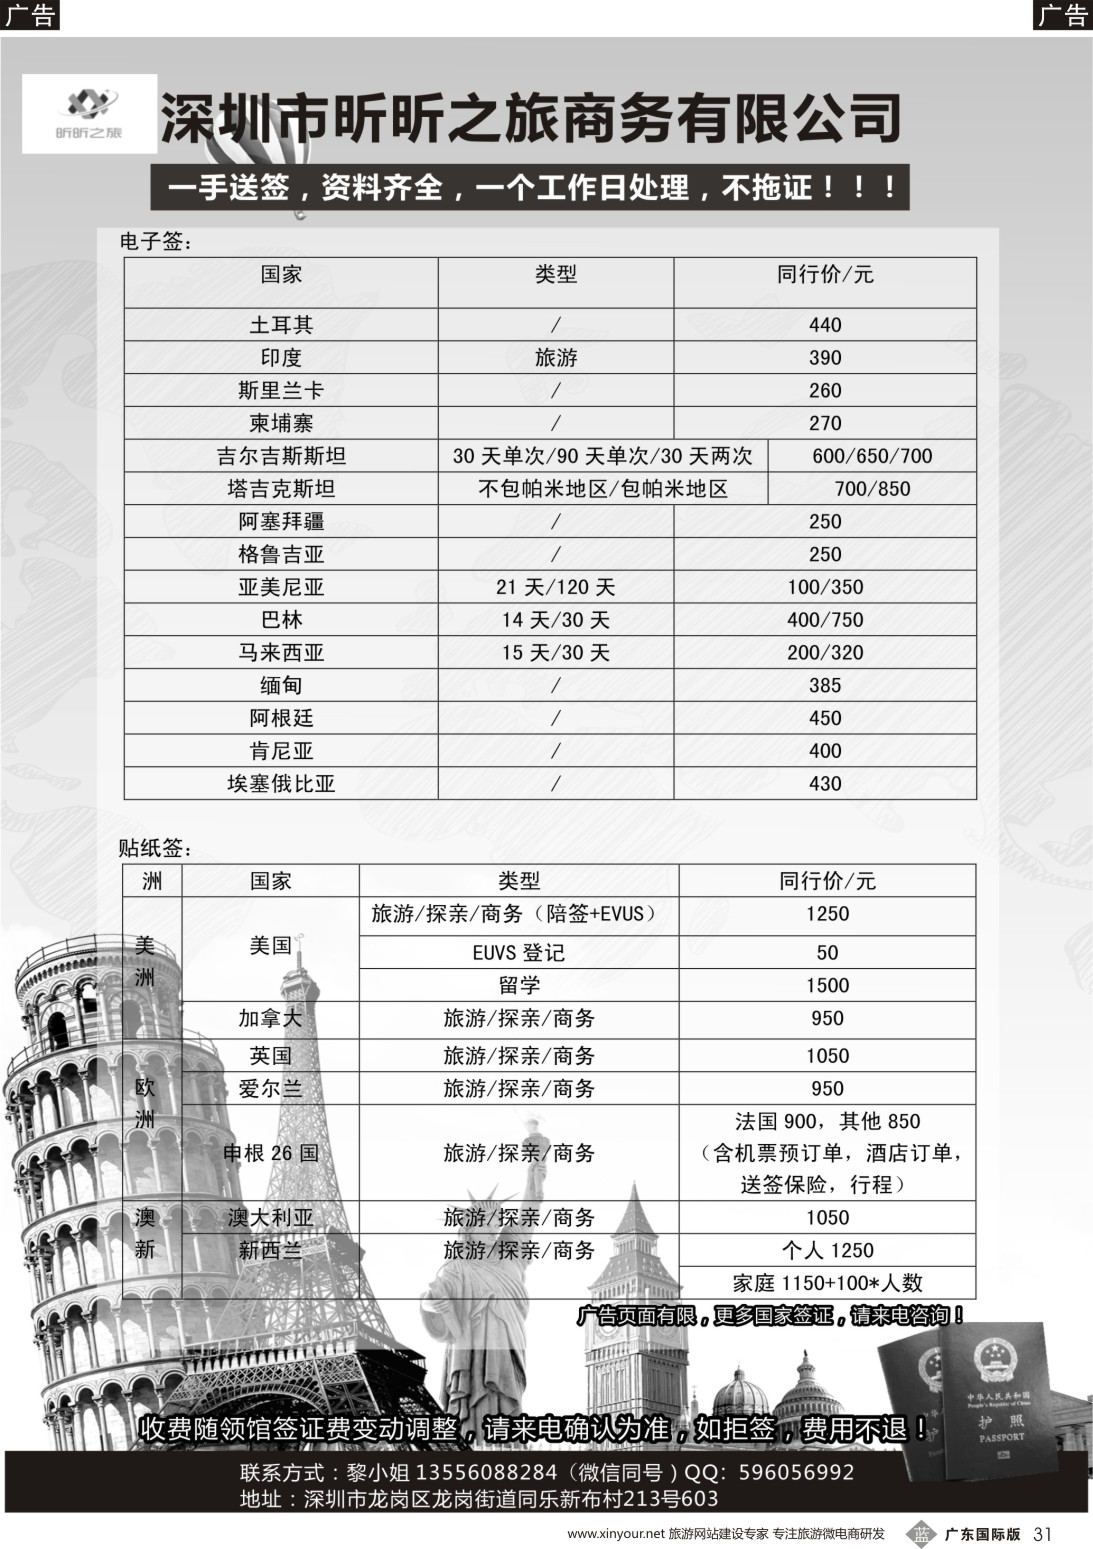 广告
广告
昕昕之旅
深圳市昕昕之旅商务有限公司
一手送签，资料齐全，一个工作日处理，不拖证！！！
电子签：
国家 类型 同行价/元
土耳其 / 440
印度 旅游 390
斯里兰卡 / 260
柬埔寨 / 270
吉尔吉斯斯坦 30 天单次/90 天单次/30 天两次 600/650/700
塔吉克斯坦 不包帕米地区/包帕米地区 700/850
阿塞拜疆 / 250
格鲁吉亚 / 250
亚美尼亚 21 天/120 天 100/350
巴林 14 天/30 天 400/750
马来西亚 15 天/30 天 200/320
缅甸 / 385
阿根廷 / 450
肯尼亚 / 400
埃塞俄比亚 / 430
贴纸签：
洲 国家 类型 同行价/元
美洲 美国 旅游/探亲/商务（陪签+EVUS） 1250
EUVS 登记 50
留学 1500
加拿大 旅游/探亲/商务 950
欧洲 英国 旅游/探亲/商务 1050
爱尔兰 旅游/探亲/商务 950
申根 26 国 旅游/探亲/商务 法国 900，其他 850
（含机票预订单，酒店订单，
送签保险，行程）
澳新 澳大利亚 旅游/探亲/商务 1050
新西兰 旅游/探亲/商务 个人 1250
家庭 1150+100*人数
广告页面有限，更多国家签证，请来电咨询！
中华人民共和国
People's Republic of China
护照
PASSPORT
收费随领馆签证费变动调整，请来电确认为准，如拒签，费用不退！
联系方式：黎小姐 13556088284（微信同号）QQ：596056992
地址：深圳市龙岗区龙岗街道同乐新布村213号603
www.xinyour.net 旅游网站建设专家 专注旅游微电商研发 蓝 广东国际版 31